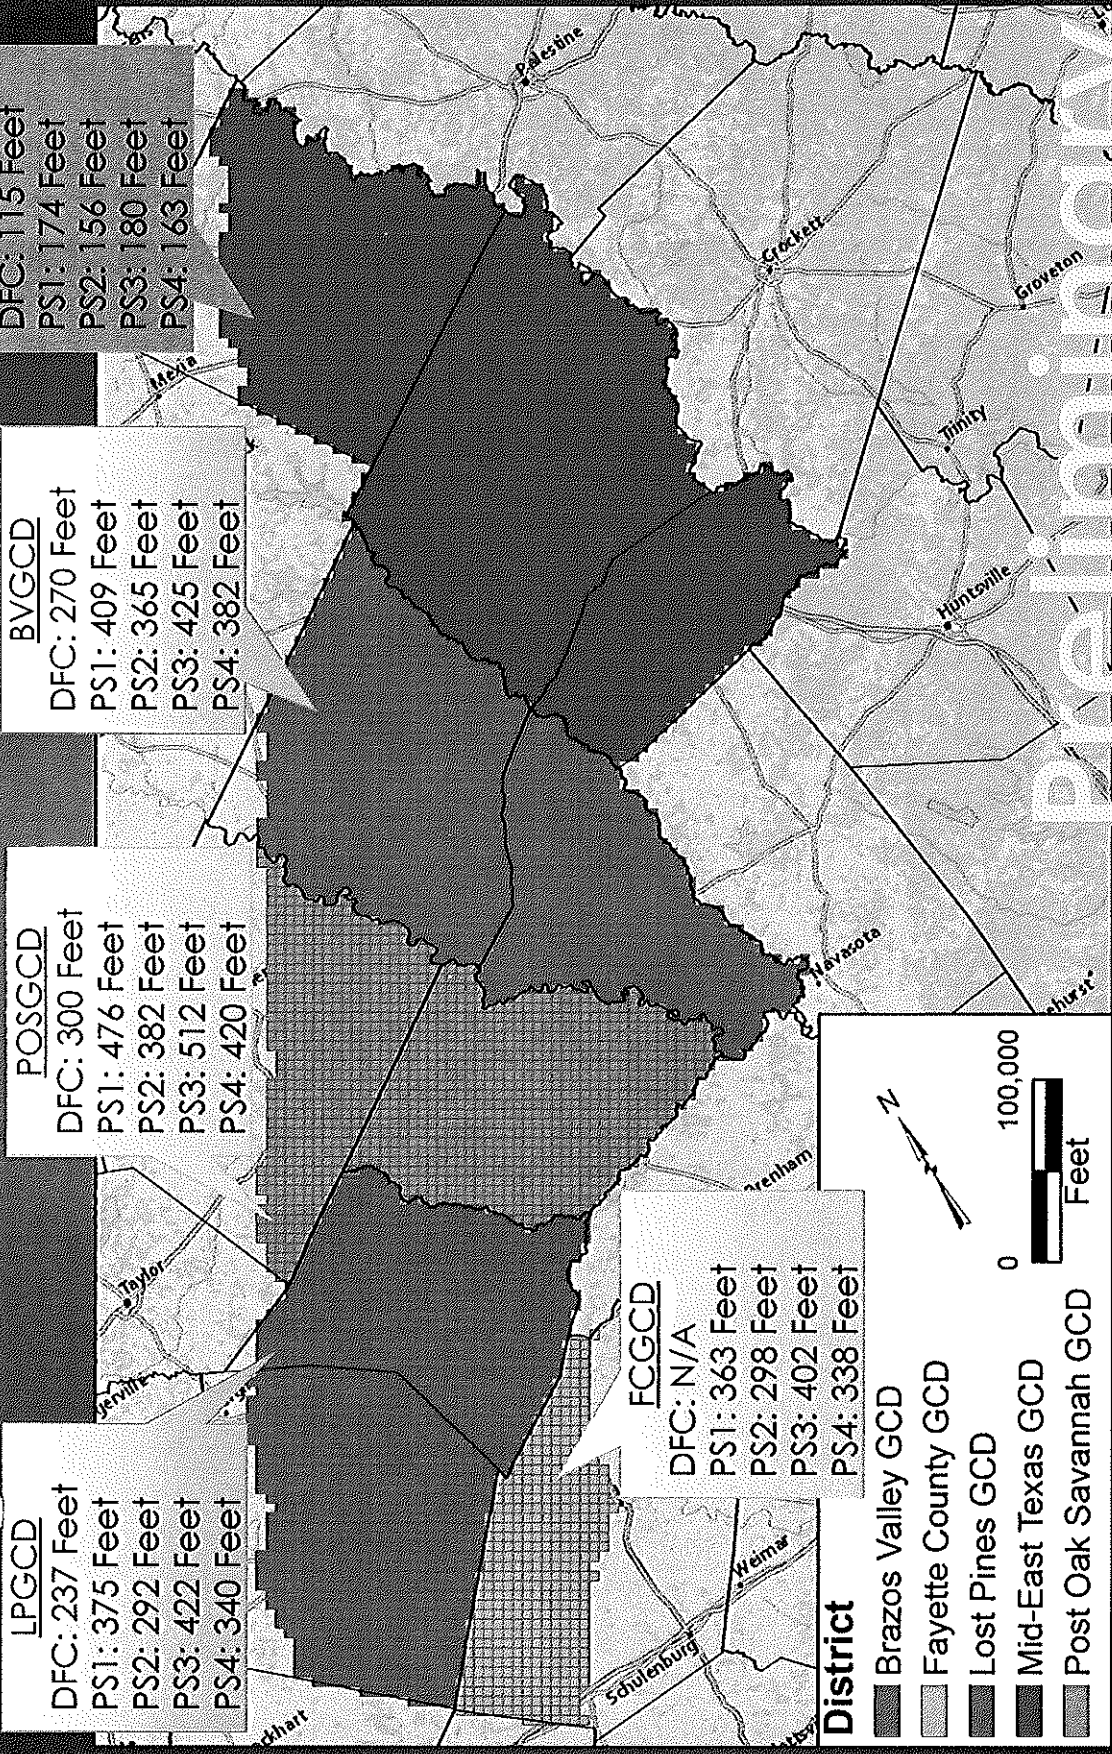 LPGCD
DFC: 237 Feet
PS1: 375 Feet
PS2: 292 Feet
PS3: 422 Feet
PS4: 340 Feet
POSGCD
DFC: 300 Feet
PS1: 476 Feet
PS2: 382 Feet
PS3: 512 Feet
PS4: 420 Feet
BVGCD
DFC: 270 Feet
PS1: 409 Feet
PS2: 365 Feet
PS3: 425 Feet
PS4: 382 Feet
DFC: 115 Feet
PS1: 174 Feet
PS2: 156 Feet
PS3: 180 Feet
PS4: 163 Feet
FCGCD
DFC: N/A
PS1: 363 Feet
PS2: 298 Feet
PS3: 402 Feet
PS4: 338 Feet
ckhart
jerville
Taylor
Mexia
Palestine
Crockett
Groveton
Trinity
Huntsville
Navasota
ehurst
renham
Schulenburg
Weimar
District
Brazos Valley GCD
Fayette County GCD
Lost Pines GCD
Mid-East Texas GCD
Post Oak Savannah GCD
N
0 100,000
Feet
Preliminary